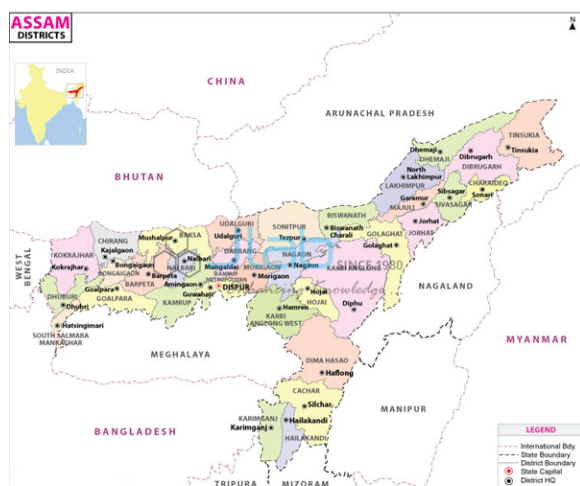 ASSAM
DISTRICTS
N
INDIA
CHINA
ARUNACHAL PRADESH
BHUTAN
WEST
BENGAL
NAGALAND
MYANMAR
MEGHALAYA
BANGLADESH
MANIPUR
TRIPURA
MIZORAM
TINSUKIA
Tinsukia
Dhemaji
DHEMAJI
Dibrugarh
DIBRUGARH
North
Lakhimpur
LAKHIMPUR
CHARAIDEO
Sonari
Sibsagar
SIVASAGAR
Garamur
MAJULI
Jorhat
JORHAT
GOLAGHAT
Golaghat
BISWANATH
Biswanath
Charali
SONITPUR
Tezpur
UDALGURI
Udalguri
DARRANG
Mangaldai
BAKSA
Mushalpur
CHIRANG
Kajalgaon
KOKRAJHAR
Kokrajhar
Bongaigaon
BONGAIGAON
Nalbari
NALBARI
Barpeta
BARPETA
Goalpara
GOALPARA
DHUBURI
Dhubri
Hatsingimari
SOUTH SALMARA
MANKACHAR
Amingaon
KAMRUP
Guwahati
KAMRUP
METROPOLITAN
DISPUR
MORIGAON
Morigaon
NAGAON
Nagaon
KARBI ANGLONG
Diphu
Hojai
HOJAI
Hamren
KARBI
ANGLONG WEST
DIMA HASAO
Haflong
CACHAR
Silchar
KARIMGANJ
Karimganj
Hailakandi
HAILAKANDI
SINCE 1980
LEGEND
International Bdy.
State Boundary
District Boundary
State Capital
District HQ